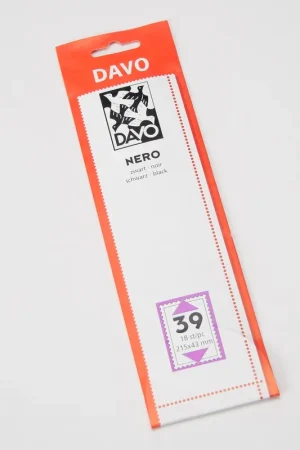 DAVO
DAVO
NERO
zwart · noir
schwarz · black
39
18 st/pc
215x43 mm